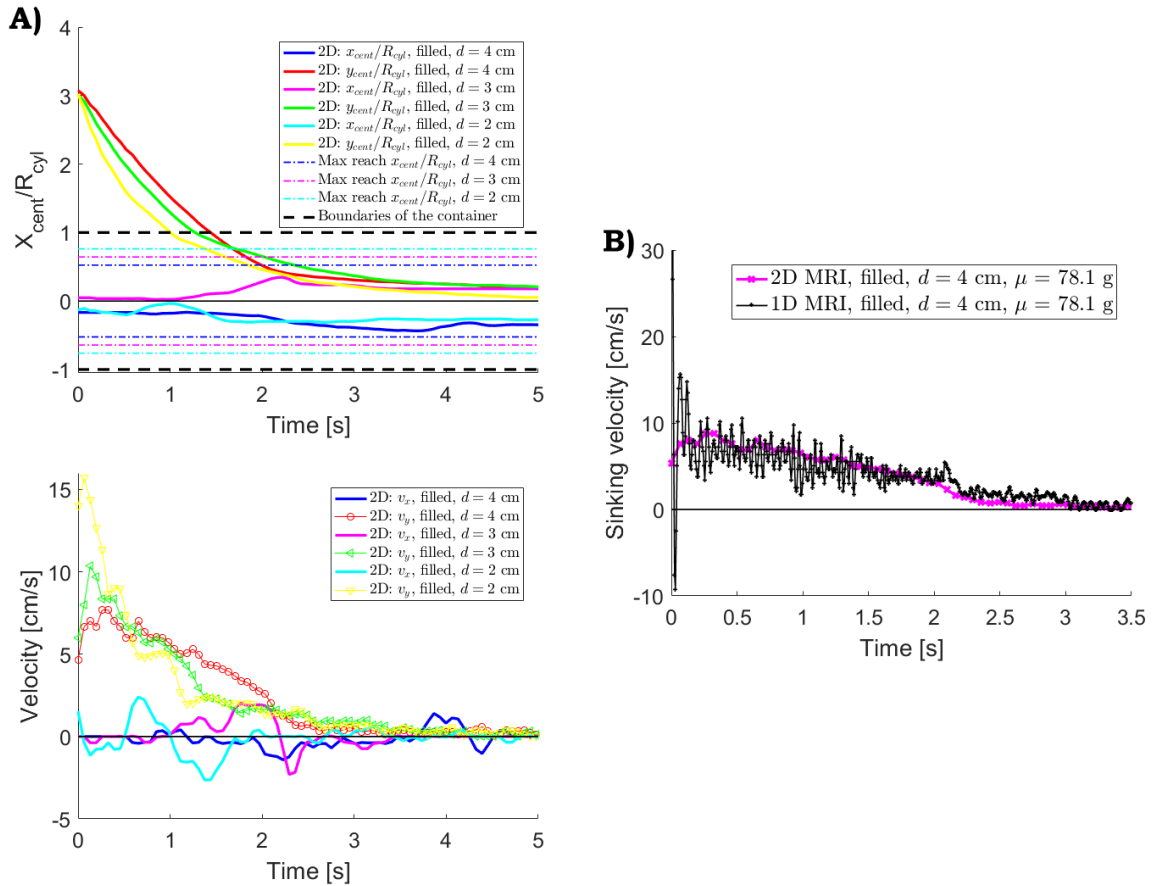 A)
4
3
2
1
0
-1
X_cent/R_cyl
2D: x_cent/R_cyl, filled, d = 4 cm
2D: y_cent/R_cyl, filled, d = 4 cm
2D: x_cent/R_cyl, filled, d = 3 cm
2D: y_cent/R_cyl, filled, d = 3 cm
2D: x_cent/R_cyl, filled, d = 2 cm
2D: y_cent/R_cyl, filled, d = 2 cm
Max reach x_cent/R_cyl, d = 4 cm
Max reach x_cent/R_cyl, d = 3 cm
Max reach x_cent/R_cyl, d = 2 cm
Boundaries of the container
0 1 2 3 4 5
Time [s]
15
10
5
0
-5
Velocity [cm/s]
2D: v_x, filled, d = 4 cm
2D: v_y, filled, d = 4 cm
2D: v_x, filled, d = 3 cm
2D: v_y, filled, d = 3 cm
2D: v_x, filled, d = 2 cm
2D: v_y, filled, d = 2 cm
0 1 2 3 4 5
Time [s]
B)
30
20
10
0
-10
Sinking velocity [cm/s]
2D MRI, filled, d = 4 cm, μ = 78.1 g
1D MRI, filled, d = 4 cm, μ = 78.1 g
0 0.5 1 1.5 2 2.5 3 3.5
Time [s]